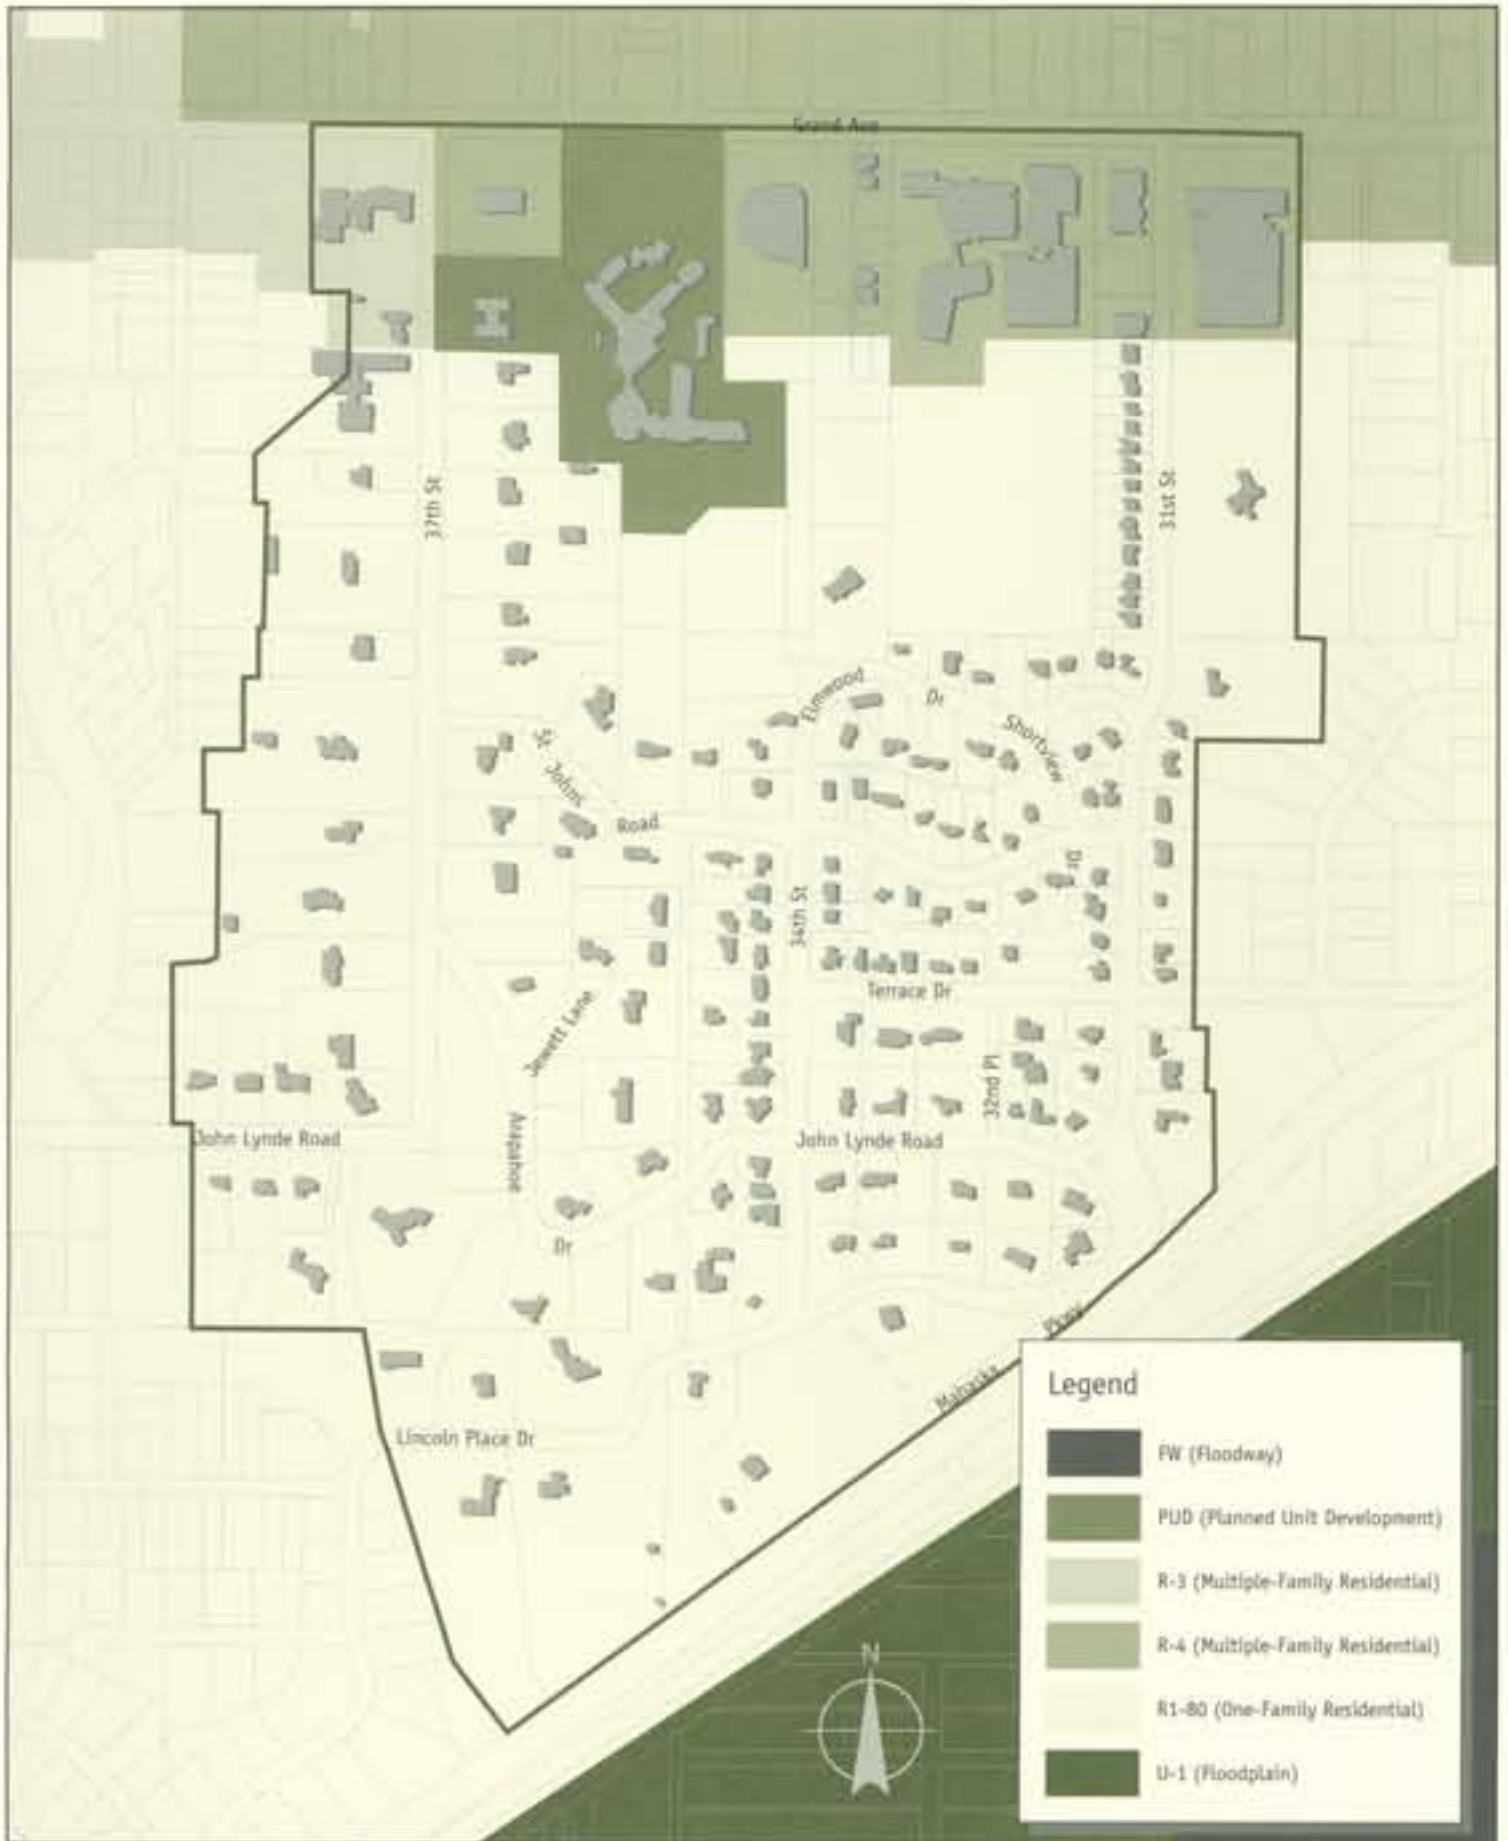 Grand Ave
37th St
31st St
Elmwood
Dr
Shortview
Dr
St. Johns
Road
34th St
Terrace Dr
Jewett Lane
32nd Pl
Arapahoe
Dr
John Lynde Road
John Lynde Road
Mahaska Pkwy
Lincoln Place Dr
Legend
FW (Floodway)
PUD (Planned Unit Development)
R-3 (Multiple-Family Residential)
R-4 (Multiple-Family Residential)
R1-80 (One-Family Residential)
U-1 (Floodplain)
N